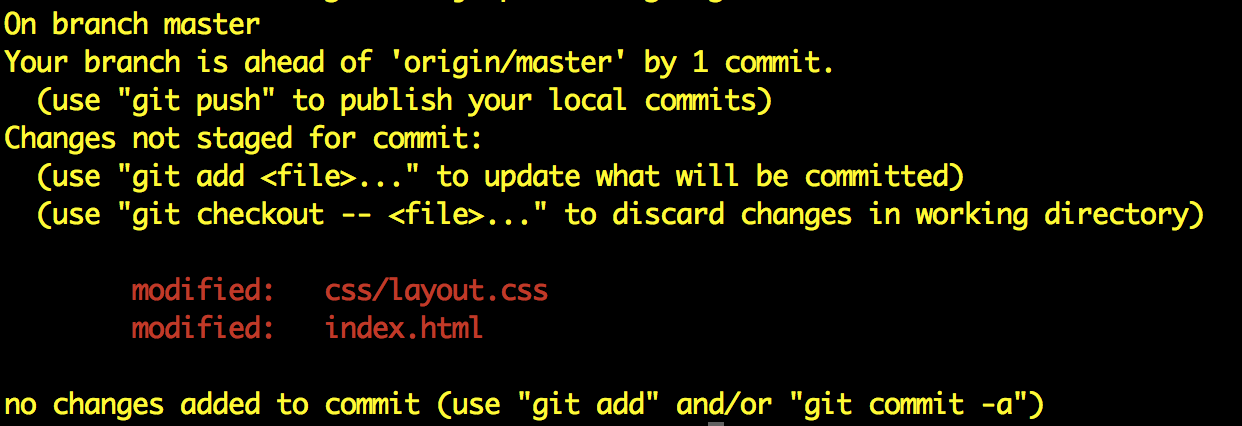 On branch master
Your branch is ahead of 'origin/master' by 1 commit.
  (use "git push" to publish your local commits)
Changes not staged for commit:
  (use "git add <file>..." to update what will be committed)
  (use "git checkout -- <file>..." to discard changes in working directory)
        modified:   css/layout.css
        modified:   index.html
no changes added to commit (use "git add" and/or "git commit -a")